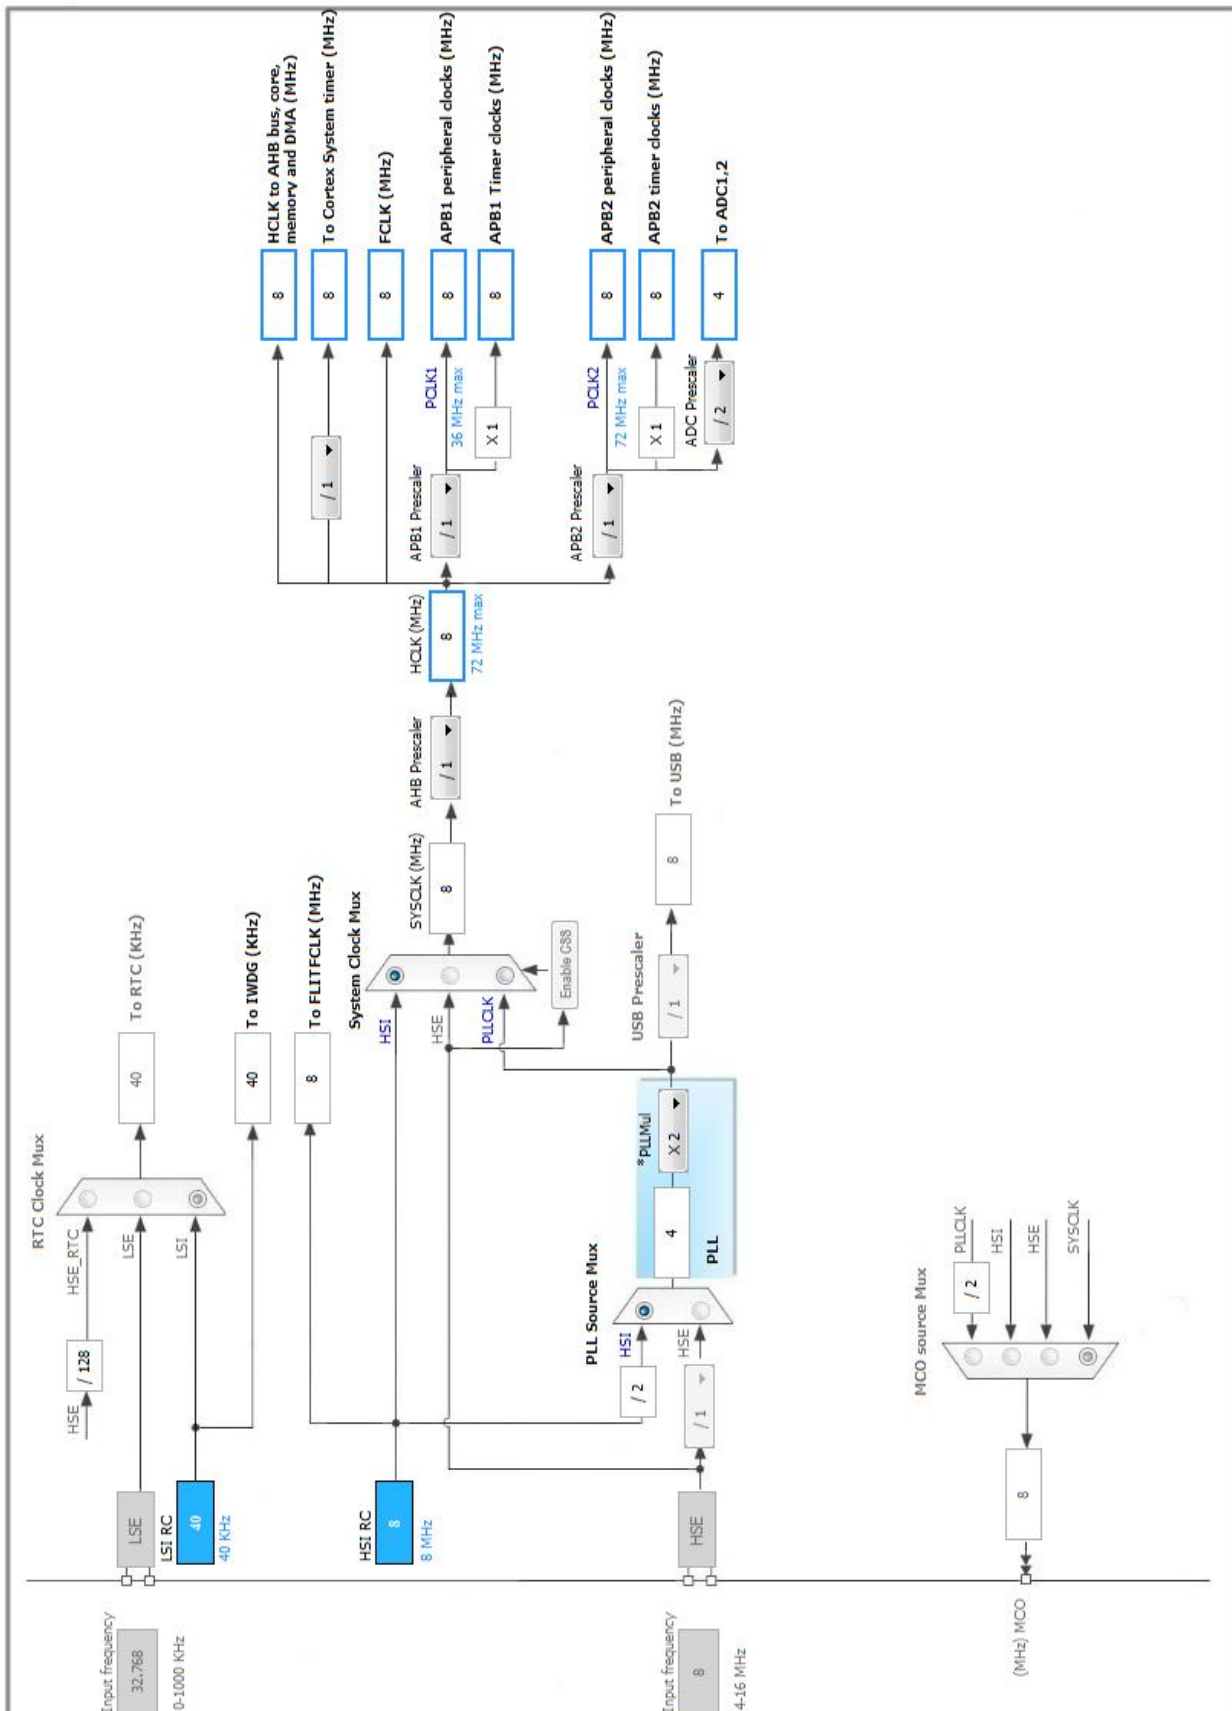 RTC Clock Mux
HSE
/ 128
HSE_RTC
Input frequency
32.768
0-1000 KHz
LSE
LSE
40
To RTC (KHz)
LSI RC
40
40 KHz
LSI
40
To IWDG (KHz)
8
To FLITFCLK (MHz)
HSI RC
8
8 MHz
System Clock Mux
HSI
HSE
PLLCLK
Enable CSS
SYSCLK (MHz)
8
AHB Prescaler
/ 1
HCLK (MHz)
8
72 MHz max
8
HCLK to AHB bus, core,
memory and DMA (MHz)
/ 1
8
To Cortex System timer (MHz)
8
FCLK (MHz)
APB1 Prescaler
/ 1
PCLK1
36 MHz max
8
APB1 peripheral clocks (MHz)
X 1
8
APB1 Timer clocks (MHz)
APB2 Prescaler
/ 1
PCLK2
72 MHz max
8
APB2 peripheral clocks (MHz)
X 1
8
APB2 timer clocks (MHz)
ADC Prescaler
/ 2
4
To ADC1,2
PLL Source Mux
/ 2
HSI
HSE
/ 1
4
*PLLMul
X 2
PLL
USB Prescaler
/ 1
8
To USB (MHz)
Input frequency
8
4-16 MHz
HSE
MCO source Mux
(MHz) MCO
8
/ 2
PLLCLK
HSI
HSE
SYSCLK